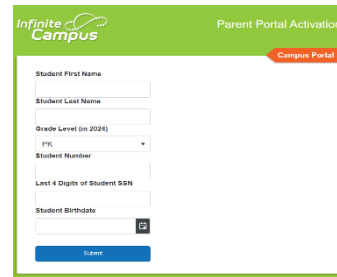 Infinite
Campus
Parent Portal Activation
Campus Portal
Student First Name
Student Last Name
Grade Level (in 2024)
PK
Student Number
Last 4 Digits of Student SSN
Student Birthdate
Submit